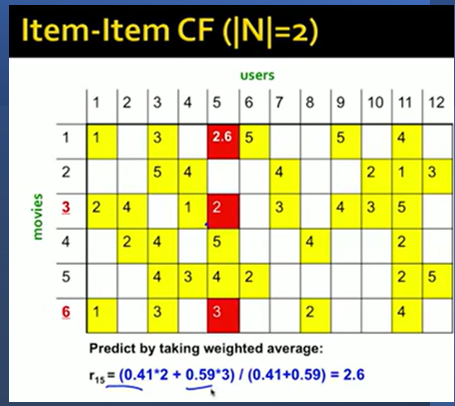 Item-Item CF (|N|=2)
users
1 2 3 4 5 6 7 8 9 10 11 12
movies
1 1 3 2.6 5 5 4
2 5 4 4 2 1 3
3 2 4 1 2 3 4 3 5
4 2 4 5 4 2
5 4 3 4 2 2 5
6 1 3 3 2 4
Predict by taking weighted average:
r₁₅ = (0.41*2 + 0.59*3) / (0.41+0.59) = 2.6